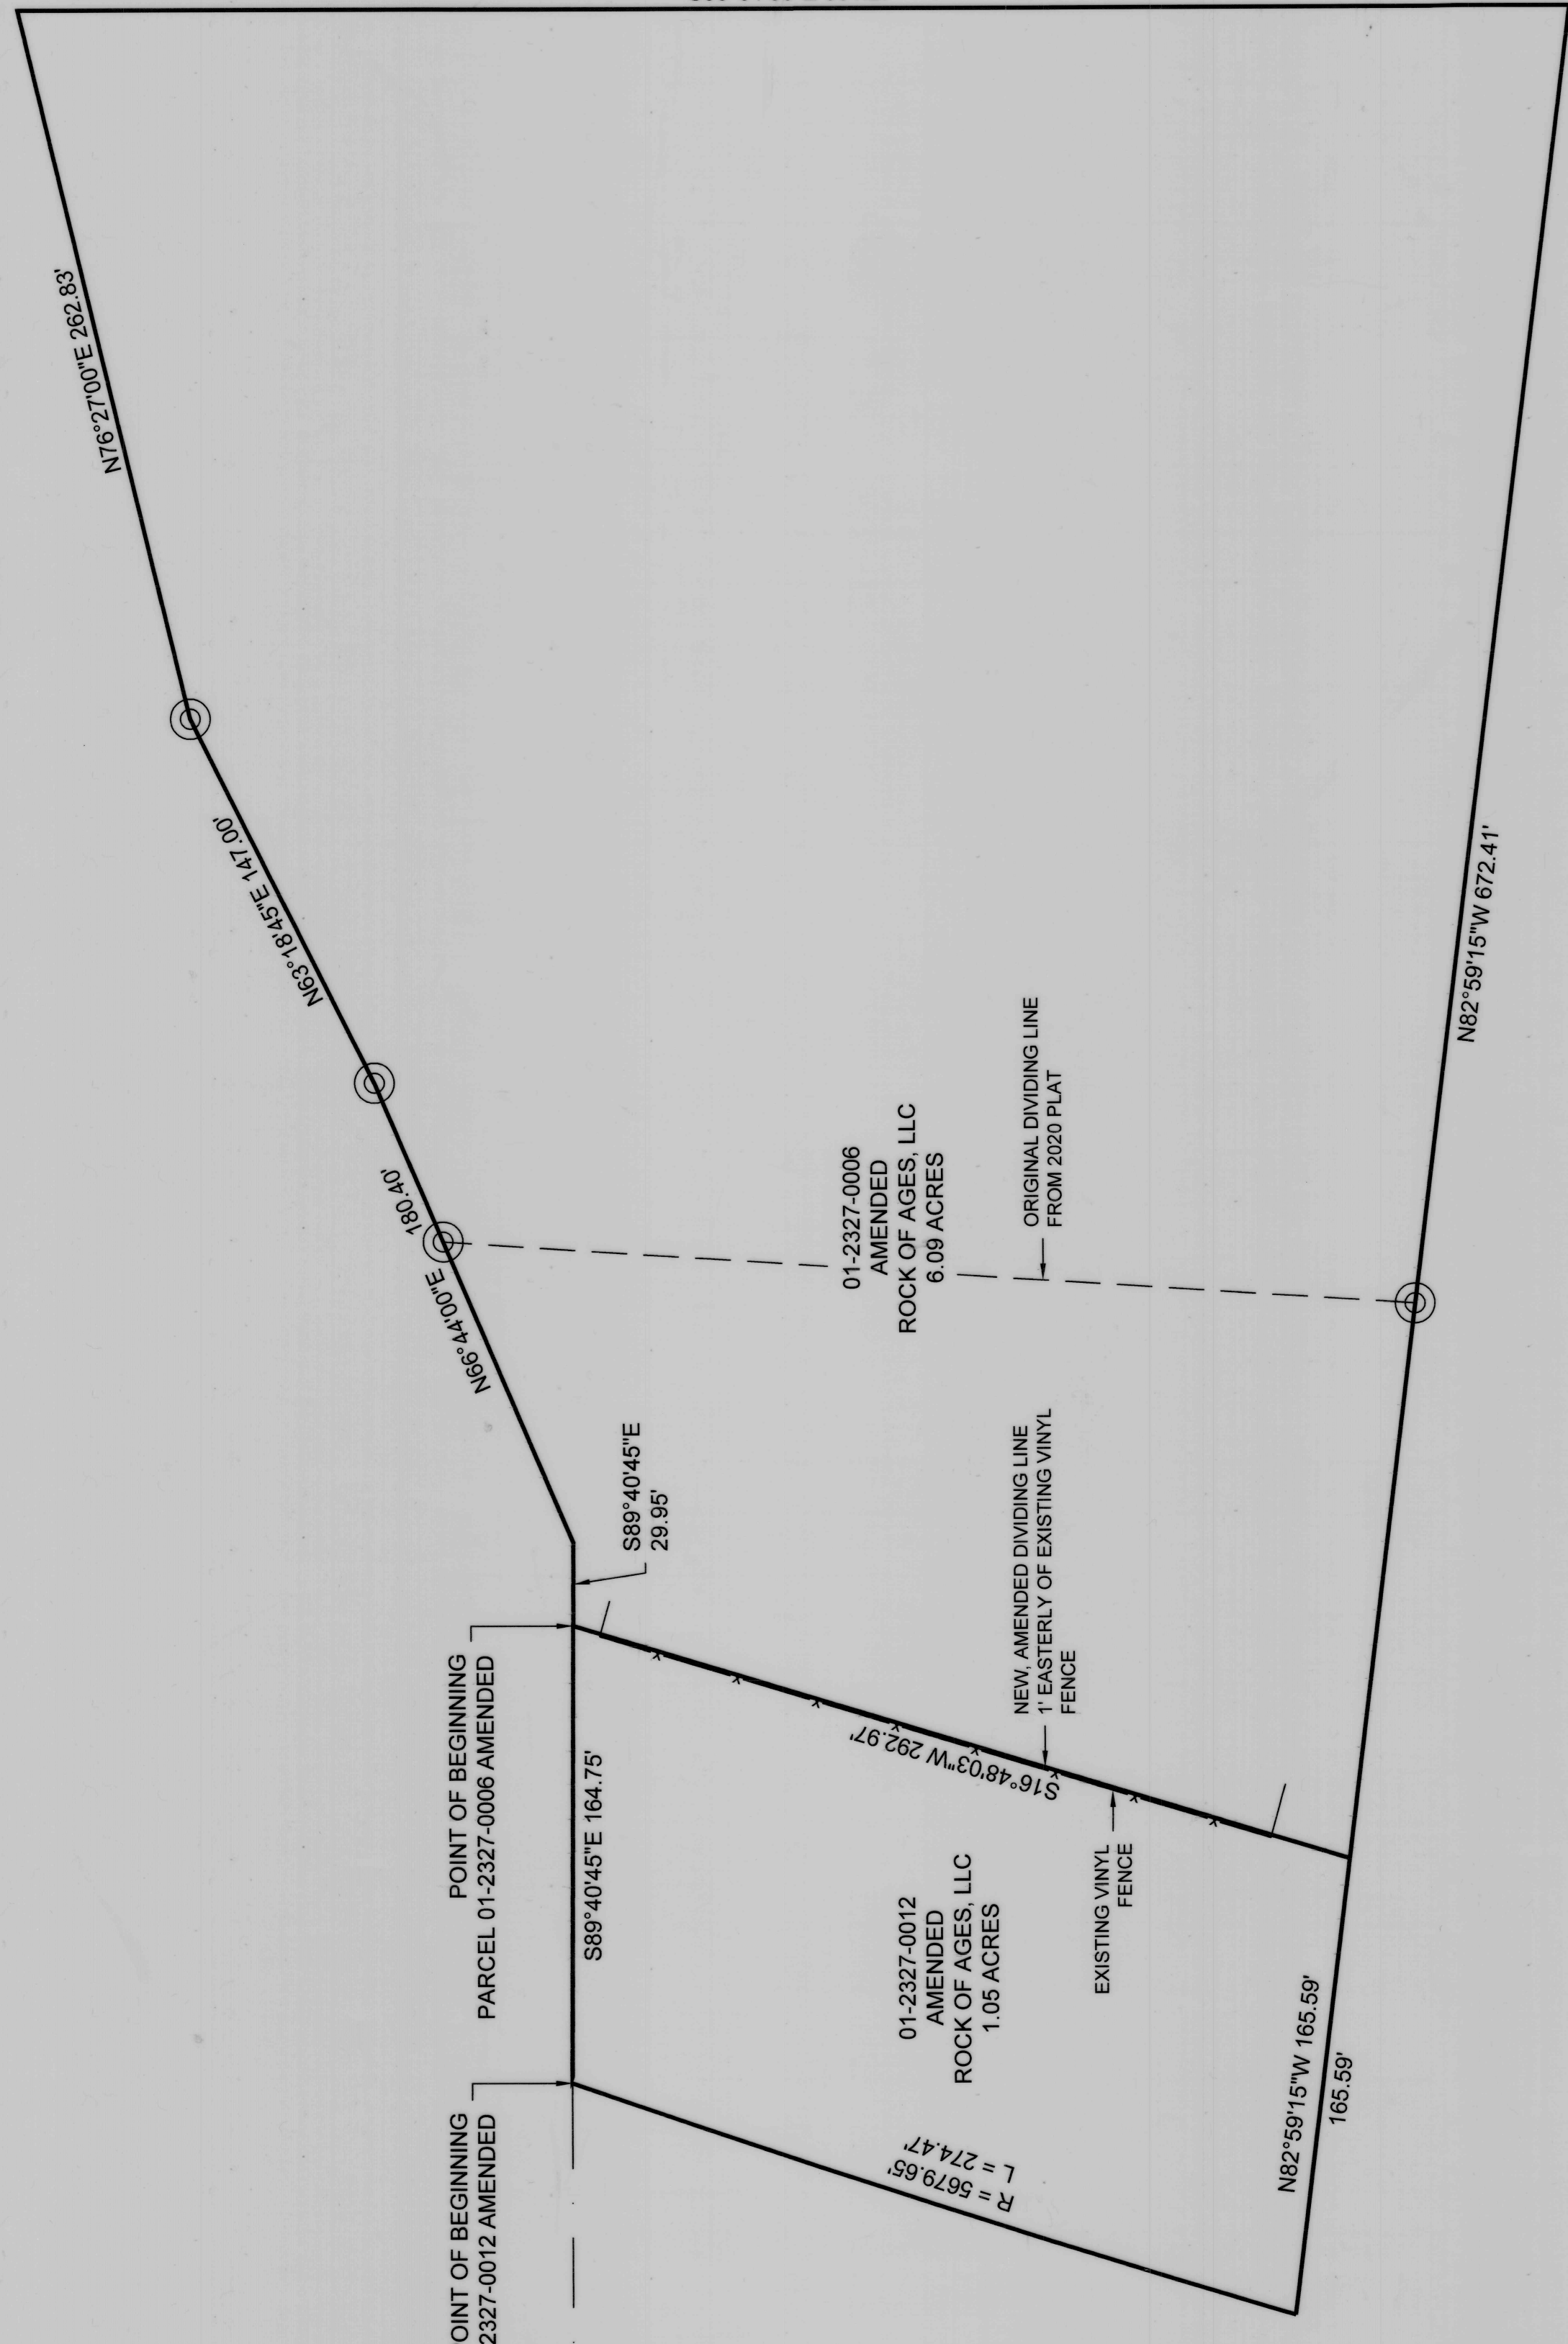 N76°27'00"E 262.83'
N63°18'45"E 147.00'
N66°44'00"E 180.40'
S89°40'45"E
29.95'
POINT OF BEGINNING
PARCEL 01-2327-0006 AMENDED
S89°40'45"E 164.75'
OINT OF BEGINNING
2327-0012 AMENDED
01-2327-0006
AMENDED
ROCK OF AGES, LLC
6.09 ACRES
ORIGINAL DIVIDING LINE
FROM 2020 PLAT
NEW, AMENDED DIVIDING LINE
1' EASTERLY OF EXISTING VINYL
FENCE
S16°48'03"W 292.97'
EXISTING VINYL
FENCE
01-2327-0012
AMENDED
ROCK OF AGES, LLC
1.05 ACRES
R = 5679.65'
L = 274.47'
N82°59'15"W 672.41'
N82°59'15"W 165.59'
165.59'